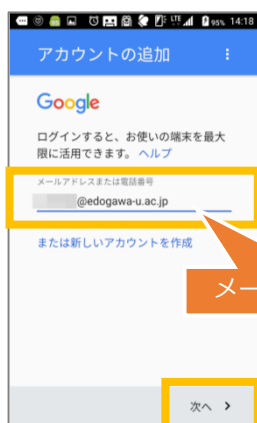 LTE 95% 14:18
アカウントの追加
Google
ログインすると、お使いの端末を最大
限に活用できます。 ヘルプ
メールアドレスまたは電話番号
@edogawa-u.ac.jp
または新しいアカウントを作成
メー
次へ